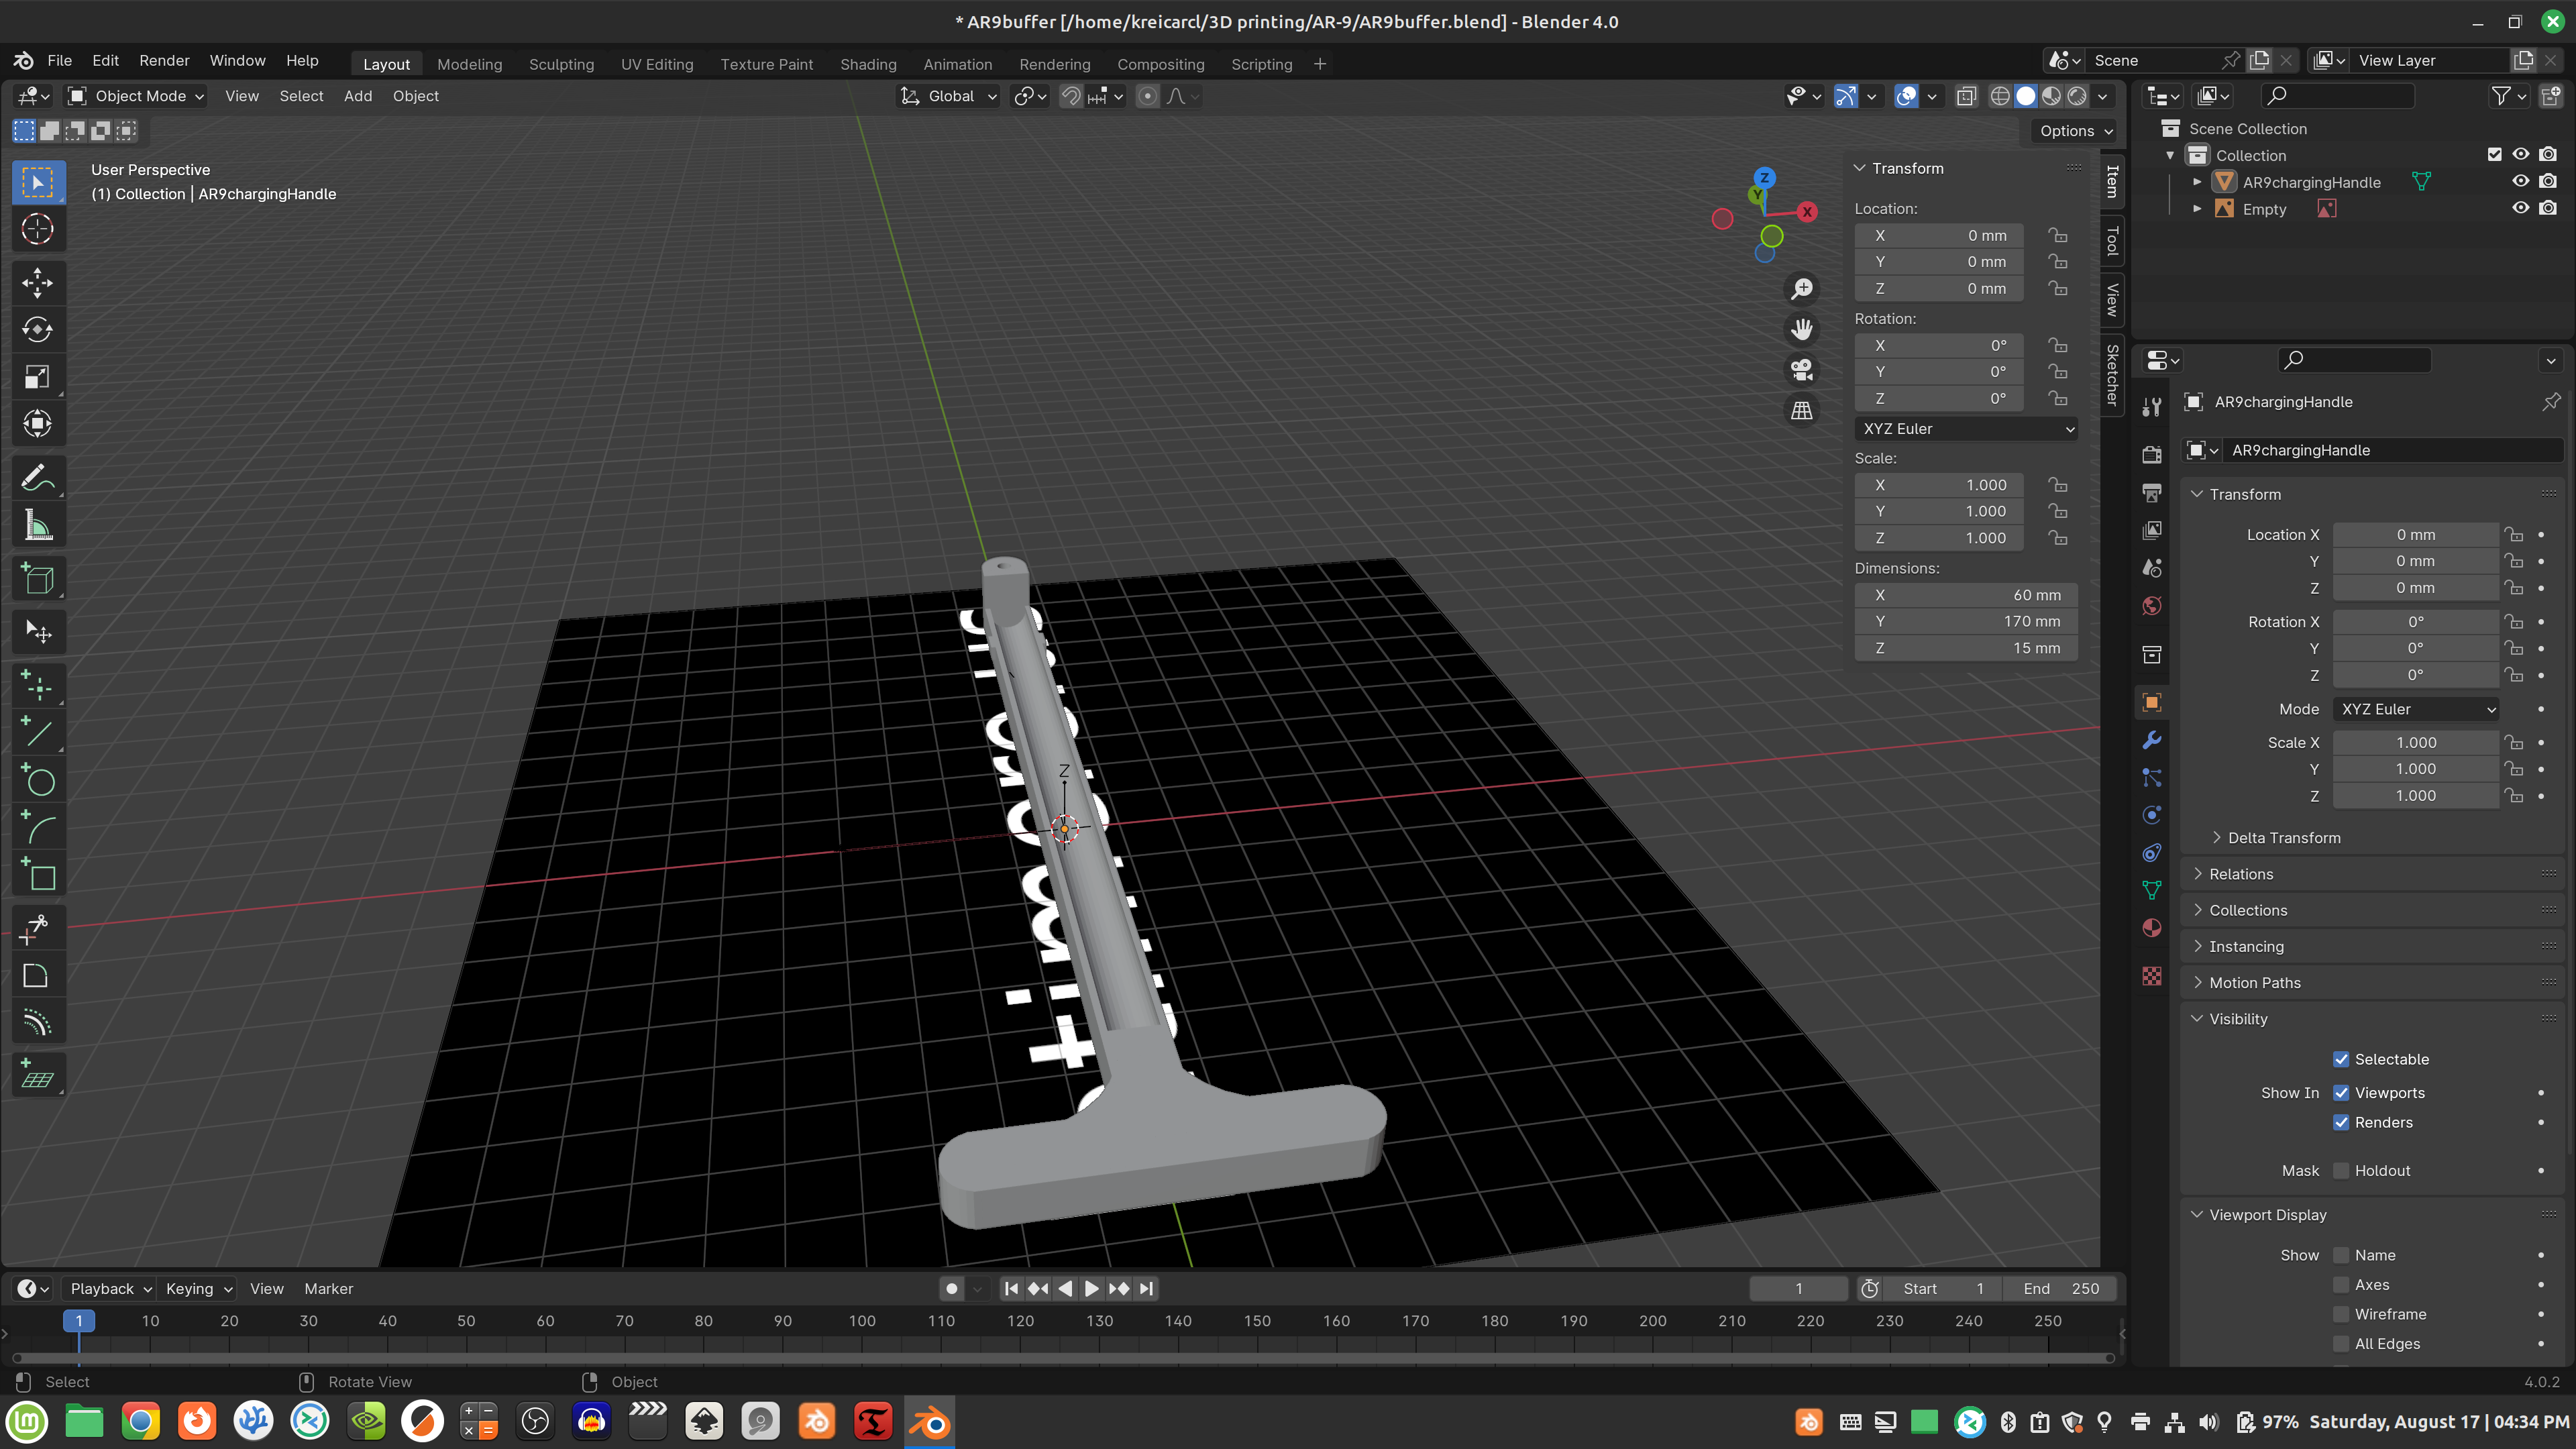 * AR9buffer [/home/kreicarcl/3D printing/AR-9/AR9buffer.blend] - Blender 4.0
File Edit Render Window Help Layout Modeling Sculpting UV Editing Texture Paint Shading Animation Rendering Compositing Scripting + Scene View Layer
Object Mode View Select Add Object Global
Options
User Perspective
(1) Collection | AR9chargingHandle
Z
Y
X
Z
Transform
Location:
X 0 mm
Y 0 mm
Z 0 mm
Rotation:
X 0°
Y 0°
Z 0°
XYZ Euler
Scale:
X 1.000
Y 1.000
Z 1.000
Dimensions:
X 60 mm
Y 170 mm
Z 15 mm
Item
Tool
View
Sketcher
Scene Collection
Collection
AR9chargingHandle
Empty
AR9chargingHandle
AR9chargingHandle
Transform
Location X 0 mm
Y 0 mm
Z 0 mm
Rotation X 0°
Y 0°
Z 0°
Mode XYZ Euler
Scale X 1.000
Y 1.000
Z 1.000
Delta Transform
Relations
Collections
Instancing
Motion Paths
Visibility
Selectable
Show In Viewports
Renders
Mask Holdout
Viewport Display
Show Name
Axes
Wireframe
All Edges
Playback Keying View Marker 1 Start 1 End 250
1 10 20 30 40 50 60 70 80 90 100 110 120 130 140 150 160 170 180 190 200 210 220 230 240 250
Select Rotate View Object 4.0.2
97% Saturday, August 17 | 04:34 PM